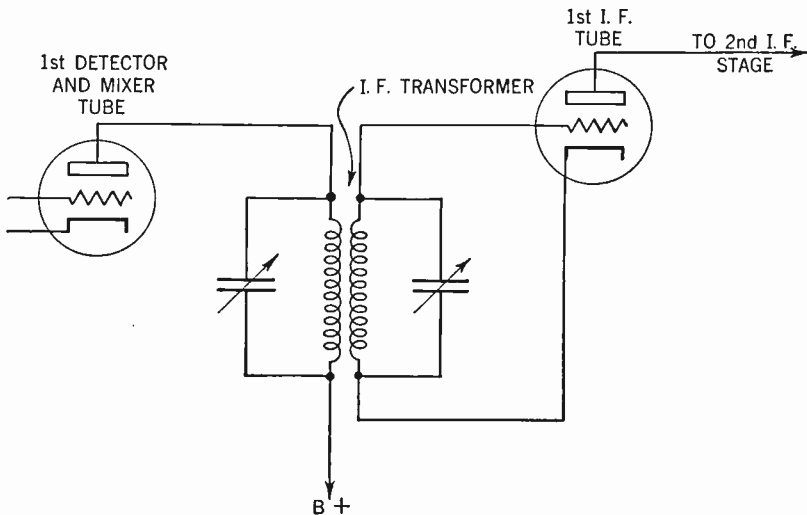 1st DETECTOR
AND MIXER
TUBE
I. F. TRANSFORMER
1st I. F.
TUBE
TO 2nd I. F.
STAGE
B +